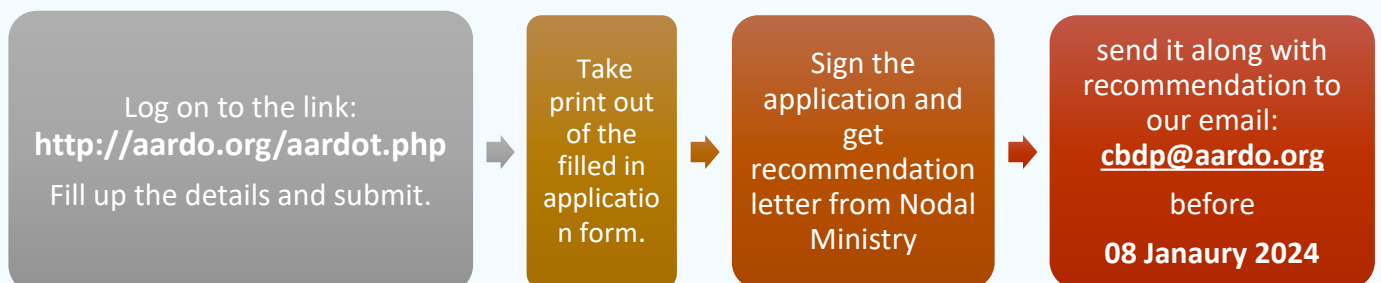 Log on to the link:
http://aardo.org/aardot.php
Fill up the details and submit.
Take
print out
of the
filled in
applicatio
n form.
Sign the
application and
get
recommendation
letter from Nodal
Ministry
send it along with
recommendation to
our email:
cbdp@aardo.org
before
08 Janaury 2024